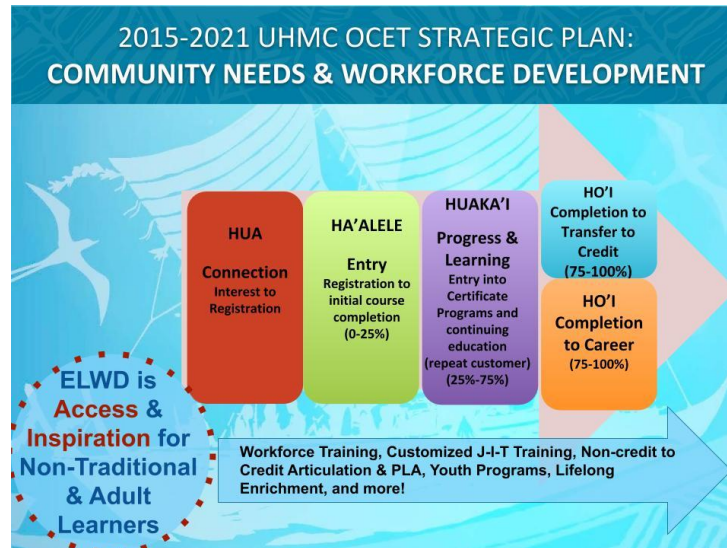 2015-2021 UHMC OCET STRATEGIC PLAN:
COMMUNITY NEEDS & WORKFORCE DEVELOPMENT
HUA
Connection
Interest to
Registration
HA’ALELE
Entry
Registration to
initial course
completion
(0-25%)
HUAKA’I
Progress &
Learning
Entry into
Certificate
Programs and
continuing
education
(repeat customer)
(25%-75%)
HO’I
Completion to
Transfer to
Credit
(75-100%)
HO’I
Completion
to Career
(75-100%)
ELWD is
Access &
Inspiration for
Non-Traditional
& Adult
Learners
Workforce Training, Customized J-I-T Training, Non-credit to
Credit Articulation & PLA, Youth Programs, Lifelong
Enrichment, and more!